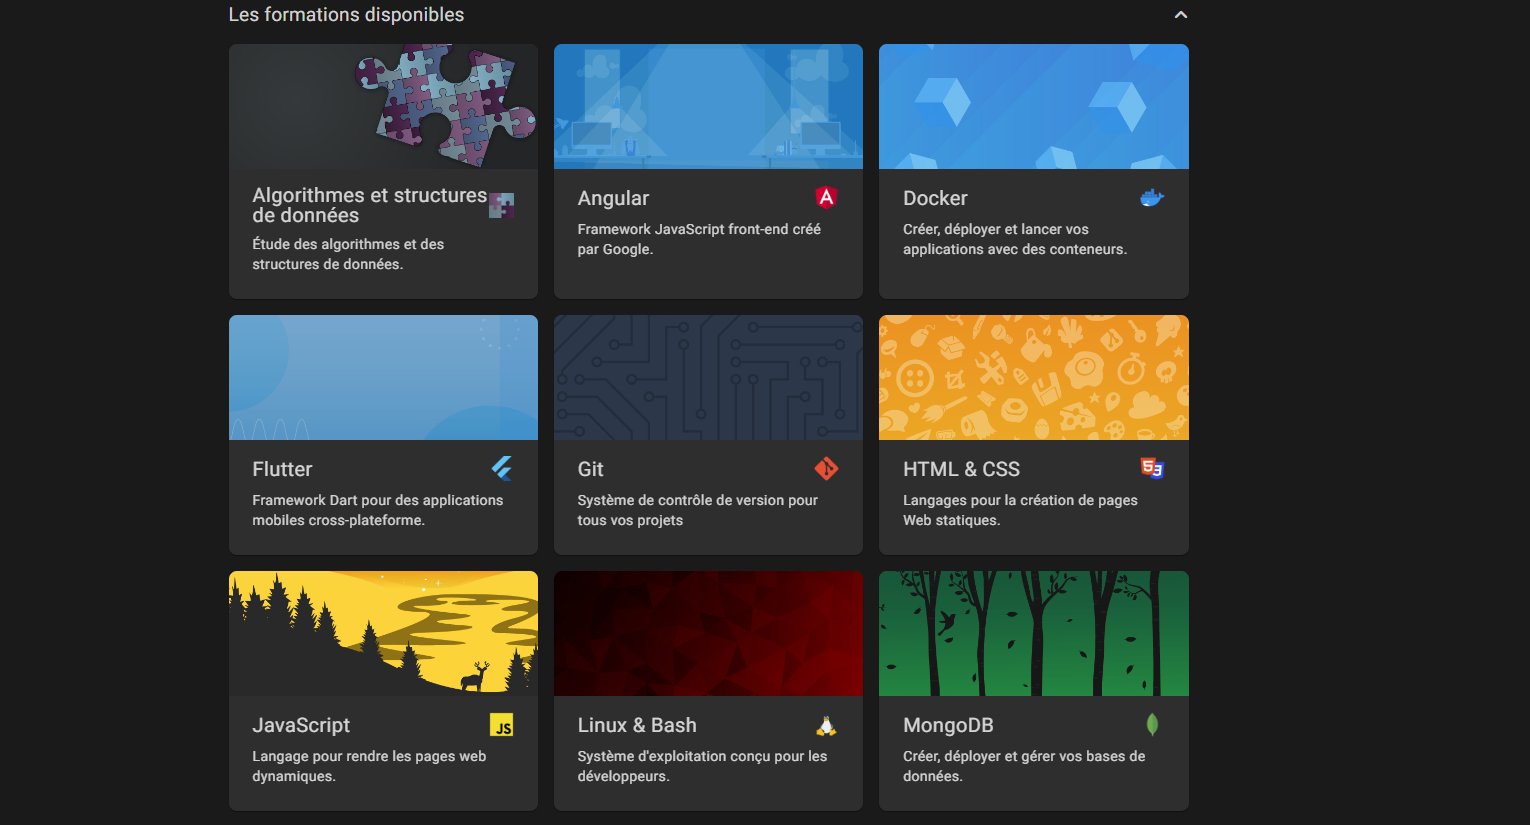 Les formations disponibles
Algorithmes et structures
de données
Étude des algorithmes et des
structures de données.
Angular
A
Framework JavaScript front-end créé
par Google.
Docker
Créer, déployer et lancer vos
applications avec des conteneurs.
Flutter
Framework Dart pour des applications
mobiles cross-plateforme.
Git
Système de contrôle de version pour
tous vos projets
HTML & CSS
5 3
Langages pour la création de pages
Web statiques.
JavaScript
JS
Langage pour rendre les pages web
dynamiques.
Linux & Bash
Système d'exploitation conçu pour les
développeurs.
MongoDB
Créer, déployer et gérer vos bases de
données.